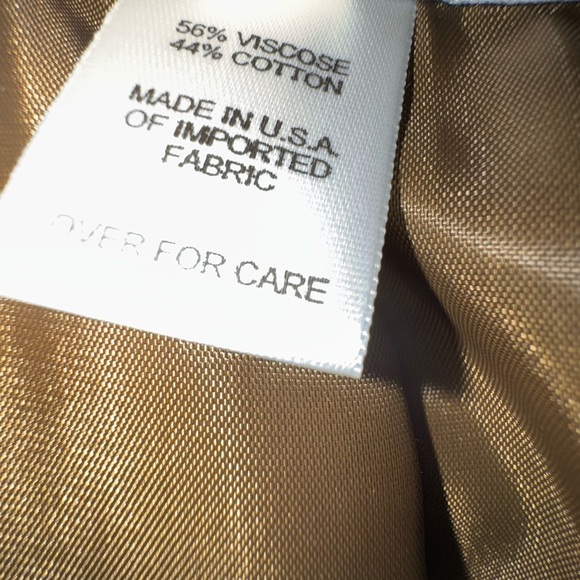 56% VISCOSE
44% COTTON
MADE IN U.S.A.
OF IMPORTED
FABRIC
OVER FOR CARE